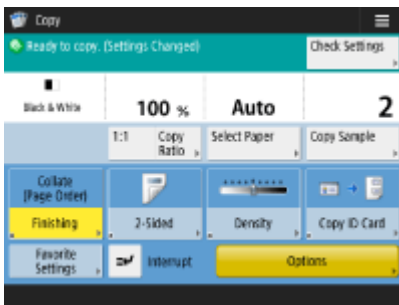 Copy
Ready to copy. (Settings Changed)
Check Settings
Black & White
100 %
Auto
2
1:1
Copy
Ratio
Select Paper
Copy Sample
Collate
(Page Order)
Finishing
2-Sided
Density
Copy ID Card
Favorite
Settings
Interrupt
Options